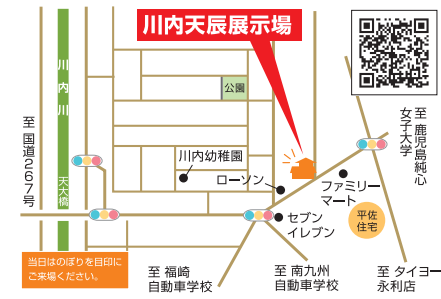 川内天辰展示場
川内川
天大橋
至 国道267号
公園
川内幼稚園
ローソン
ファミリー
マート
セブン
イレブン
平佐
住宅
至 鹿児島純心
女子大学
当日はのぼりを目印に
ご来場ください。
至 福崎
自動車学校
至 南九州
自動車学校
至 タイヨー
永利店